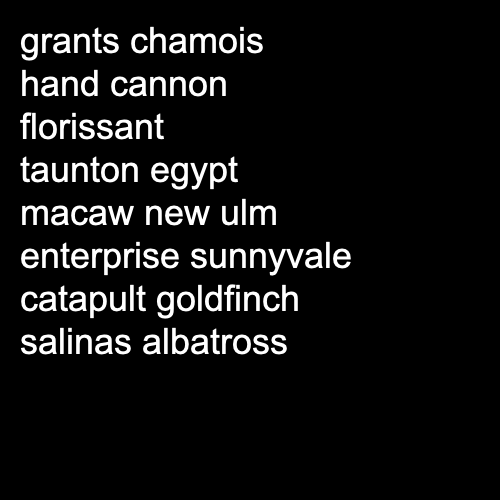 grants chamois
hand cannon
florissant
taunton egypt
macaw new ulm
enterprise sunnyvale
catapult goldfinch
salinas albatross